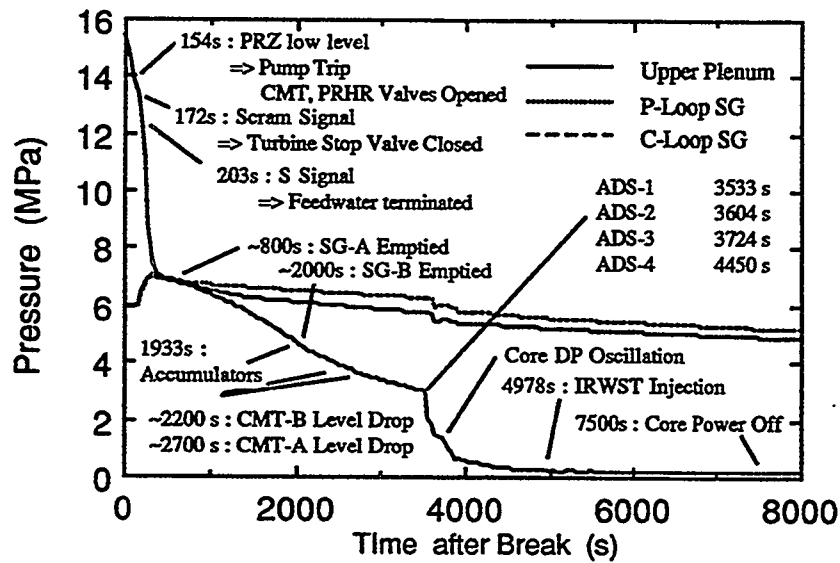 16
14
12
10
8
6
4
2
0
Pressure (MPa)
154s : PRZ low level
=> Pump Trip
CMT, PRHR Valves Opened
172s : Scram Signal
=> Turbine Stop Valve Closed
203s : S Signal
=> Feedwater terminated
Upper Plenum
P-Loop SG
C-Loop SG
ADS-1 3533 s
ADS-2 3604 s
ADS-3 3724 s
ADS-4 4450 s
~800s : SG-A Emptied
~2000s : SG-B Emptied
1933s :
Accumulators
~2200 s : CMT-B Level Drop
~2700 s : CMT-A Level Drop
Core DP Oscillation
4978s : IRWST Injection
7500s : Core Power Off
0 2000 4000 6000 8000
TIme after Break (s)